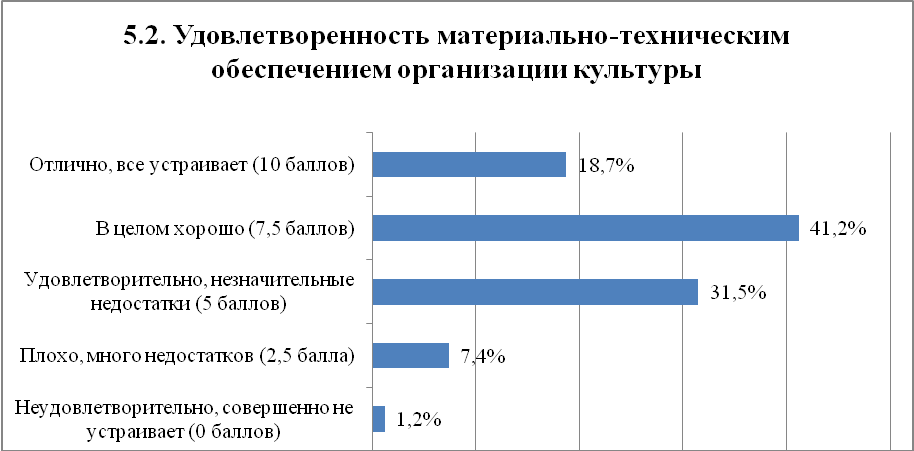 5.2. Удовлетворенность материально-техническим
обеспечением организации культуры
Отлично, все устраивает (10 баллов)
18,7%
В целом хорошо (7,5 баллов)
41,2%
Удовлетворительно, незначительные
недостатки (5 баллов)
31,5%
Плохо, много недостатков (2,5 балла)
7,4%
Неудовлетворительно, совершенно не
устраивает (0 баллов)
1,2%